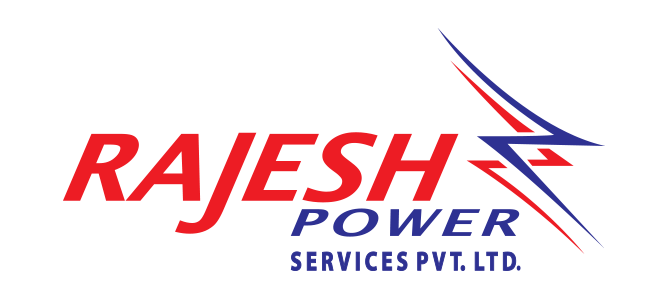 RAJESH
POWER
SERVICES PVT. LTD.